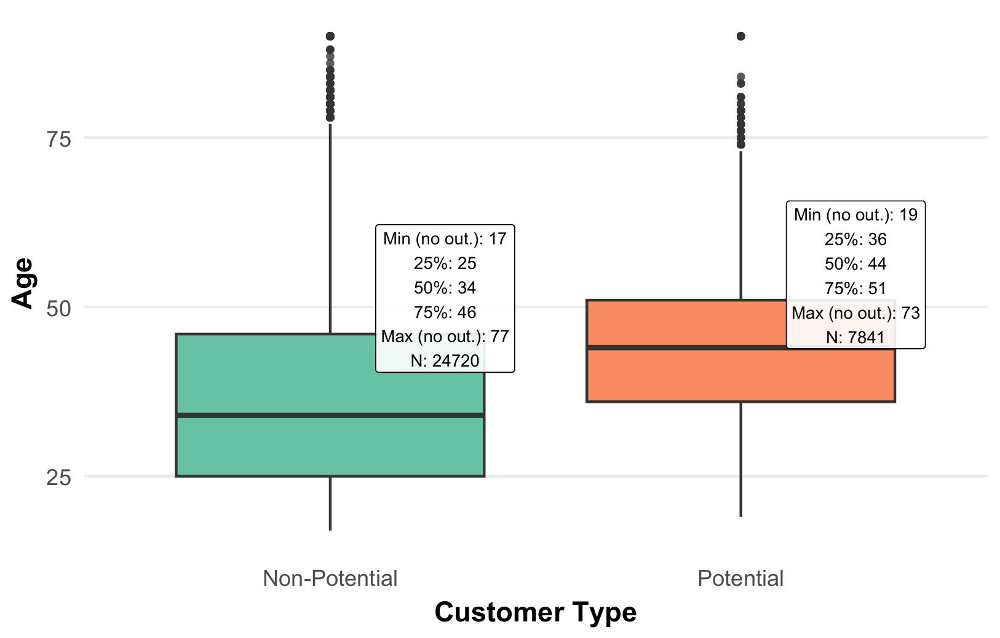 75
50
25
Age
Min (no out.): 17
25%: 25
50%: 34
75%: 46
Max (no out.): 77
N: 24720
Min (no out.): 19
25%: 36
50%: 44
75%: 51
Max (no out.): 73
N: 7841
Non-Potential
Potential
Customer Type